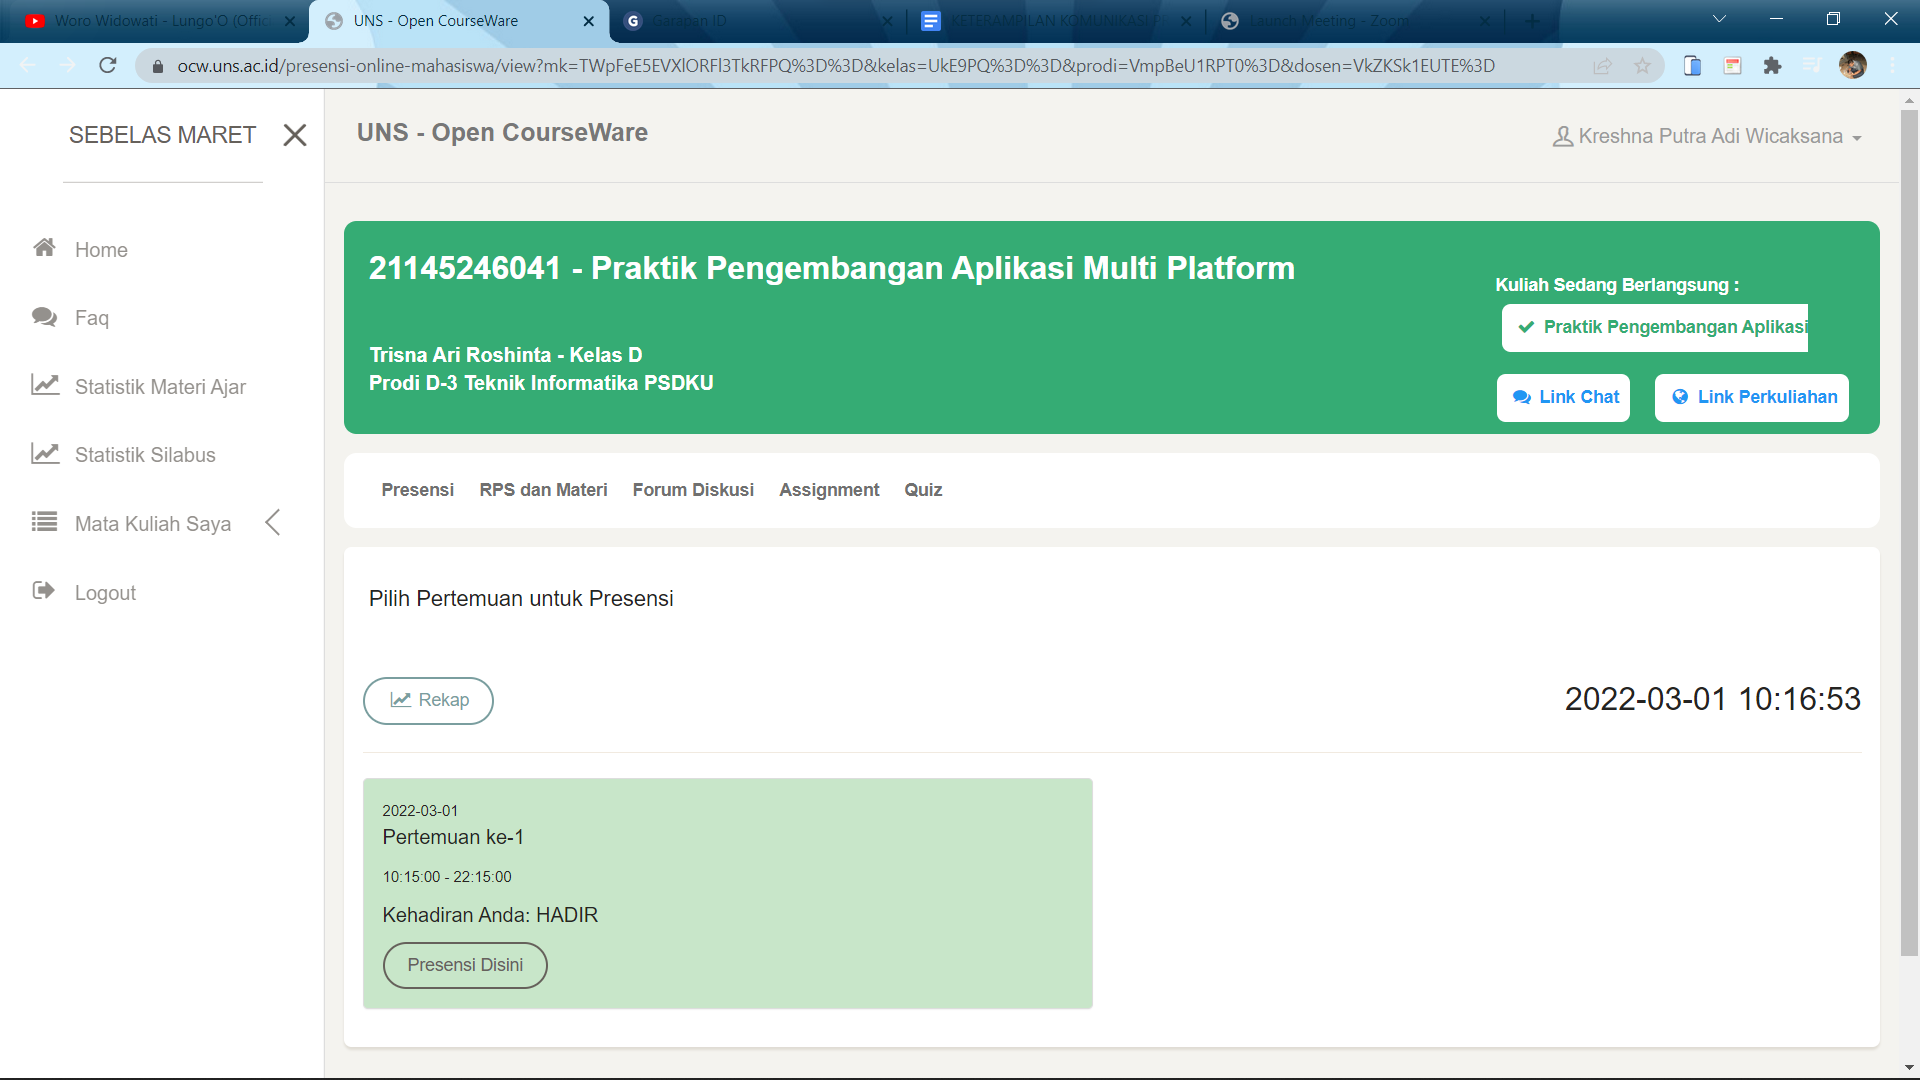 Woro Widowati - Lungo'O (Offic
UNS - Open CourseWare
Garapan ID
KETERAMPILAN KOMUNIKASI PE
Launch Meeting - Zoom
ocw.uns.ac.id/presensi-online-mahasiswa/view?mk=TWpFeE5EVXlORFl3TkRFPQ%3D%3D&kelas=UkE9PQ%3D%3D&prodi=VmpBeU1RPT0%3D&dosen=VkZKSk1EUTE%3D
SEBELAS MARET
UNS - Open CourseWare
Kreshna Putra Adi Wicaksana
Home
Faq
Statistik Materi Ajar
Statistik Silabus
Mata Kuliah Saya
Logout
21145246041 - Praktik Pengembangan Aplikasi Multi Platform
Trisna Ari Roshinta - Kelas D
Prodi D-3 Teknik Informatika PSDKU
Kuliah Sedang Berlangsung :
Praktik Pengembangan Aplikasi
Link Chat
Link Perkuliahan
Presensi
RPS dan Materi
Forum Diskusi
Assignment
Quiz
Pilih Pertemuan untuk Presensi
Rekap
2022-03-01 10:16:53
2022-03-01
Pertemuan ke-1
10:15:00 - 22:15:00
Kehadiran Anda: HADIR
Presensi Disini